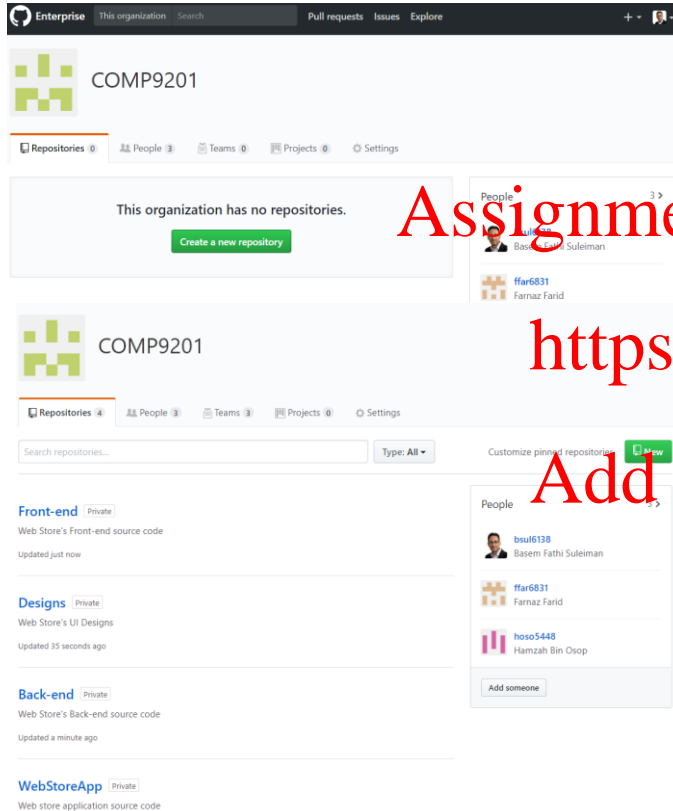 Enterprise This organization Search Pull requests Issues Explore
COMP9201
Repositories 0 People 3 Teams 0 Projects 0 Settings
This organization has no repositories.
Create a new repository
People 3
Assignme
Basem Fathi Suleiman
ffar6831
Farnaz Farid
https
COMP9201
Repositories 4 People 3 Teams 3 Projects 0 Settings
Search repositories... Type: All Customize pinned repositories New
Add
Front-end Private
Web Store's Front-end source code
Updated just now
Designs Private
Web Store's UI Designs
Updated 35 seconds ago
Back-end Private
Web Store's Back-end source code
Updated a minute ago
WebStoreApp Private
Web store application source code
People 3
bsul6138
Basem Fathi Suleiman
ffar6831
Farnaz Farid
hoso5448
Hamzah Bin Osop
Add someone